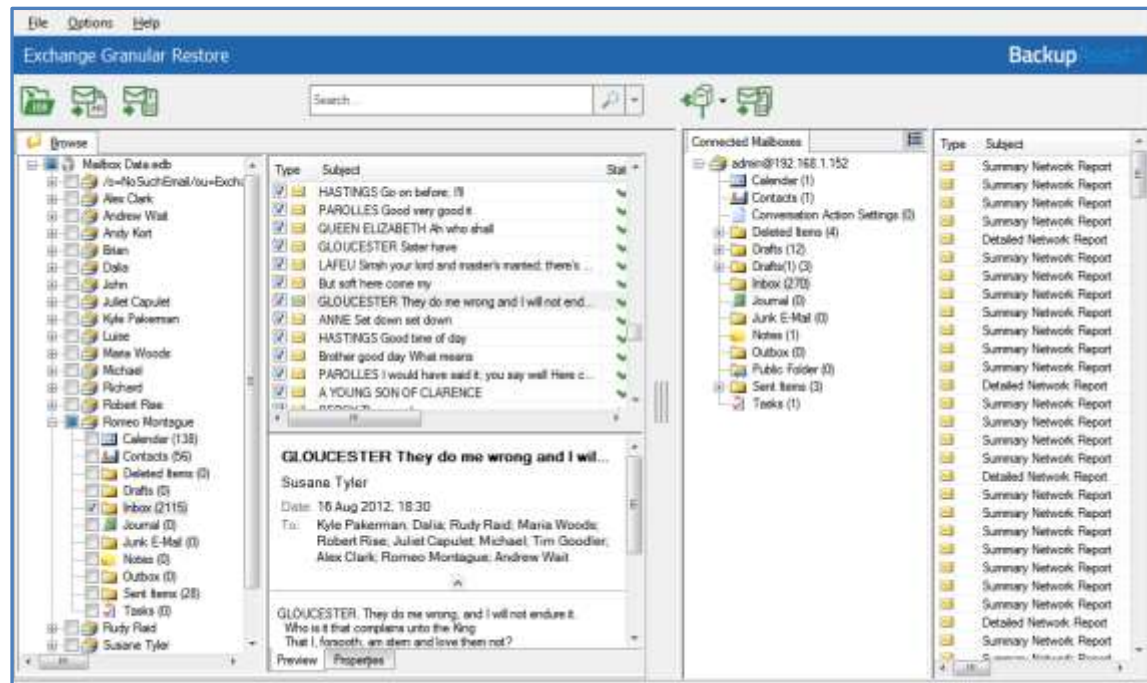 File Options Help
Exchange Granular Restore
Backup
Search...
Browse
Mailbox Data.edb
/o=NoSuchEmail/ou=Excha
Alex Clark
Andrew Wait
Andy Kort
Brian
Dalia
John
Juliet Capulet
Kyle Pakerman
Luise
Maria Woods
Michael
Richard
Robert Rise
Romeo Montague
Calendar (138)
Contacts (56)
Deleted Items (0)
Drafts (0)
Inbox (2115)
Journal (0)
Junk E-Mail (0)
Notes (0)
Outbox (0)
Sent Items (28)
Tasks (0)
Rudy Raid
Susane Tyler
Type Subject Stat
HASTINGS Go on before; I'll
PAROLLES Good very good it
QUEEN ELIZABETH Ah who shall
GLOUCESTER Sister have
LAFEU Sirrah your lord and master's married; there's ...
But soft here come my
GLOUCESTER They do me wrong and I will not end...
ANNE Set down set down
HASTINGS Good time of day
Brother good day What means
PAROLLES I would have said it; you say well Here c...
A YOUNG SON OF CLARENCE
GLOUCESTER They do me wrong and I wil...
Susane Tyler
Date: 16 Aug 2012, 18:30
To: Kyle Pakerman; Dalia; Rudy Raid; Maria Woods;
Robert Rise; Juliet Capulet; Michael; Tim Goodler;
Alex Clark; Romeo Montague; Andrew Wait
GLOUCESTER. They do me wrong, and I will not endure it.
Who is it that complains unto the King
That I, forsooth, am stern and love them not?
Preview Properties
Connected Mailboxes
admin@192.168.1.152
Calender (1)
Contacts (1)
Conversation Action Settings (0)
Deleted Items (4)
Drafts (12)
Drafts(1) (3)
Inbox (270)
Journal (0)
Junk E-Mail (0)
Notes (1)
Outbox (0)
Public Folder (0)
Sent Items (3)
Tasks (1)
Type Subject
Summary Network Report
Summary Network Report
Summary Network Report
Summary Network Report
Detailed Network Report
Summary Network Report
Summary Network Report
Summary Network Report
Summary Network Report
Summary Network Report
Summary Network Report
Summary Network Report
Detailed Network Report
Summary Network Report
Summary Network Report
Summary Network Report
Summary Network Report
Detailed Network Report
Summary Network Report
Summary Network Report
Summary Network Report
Summary Network Report
Summary Network Report
Summary Network Report
Summary Network Report
Detailed Network Report
Summary Network Report
Summary Network Report